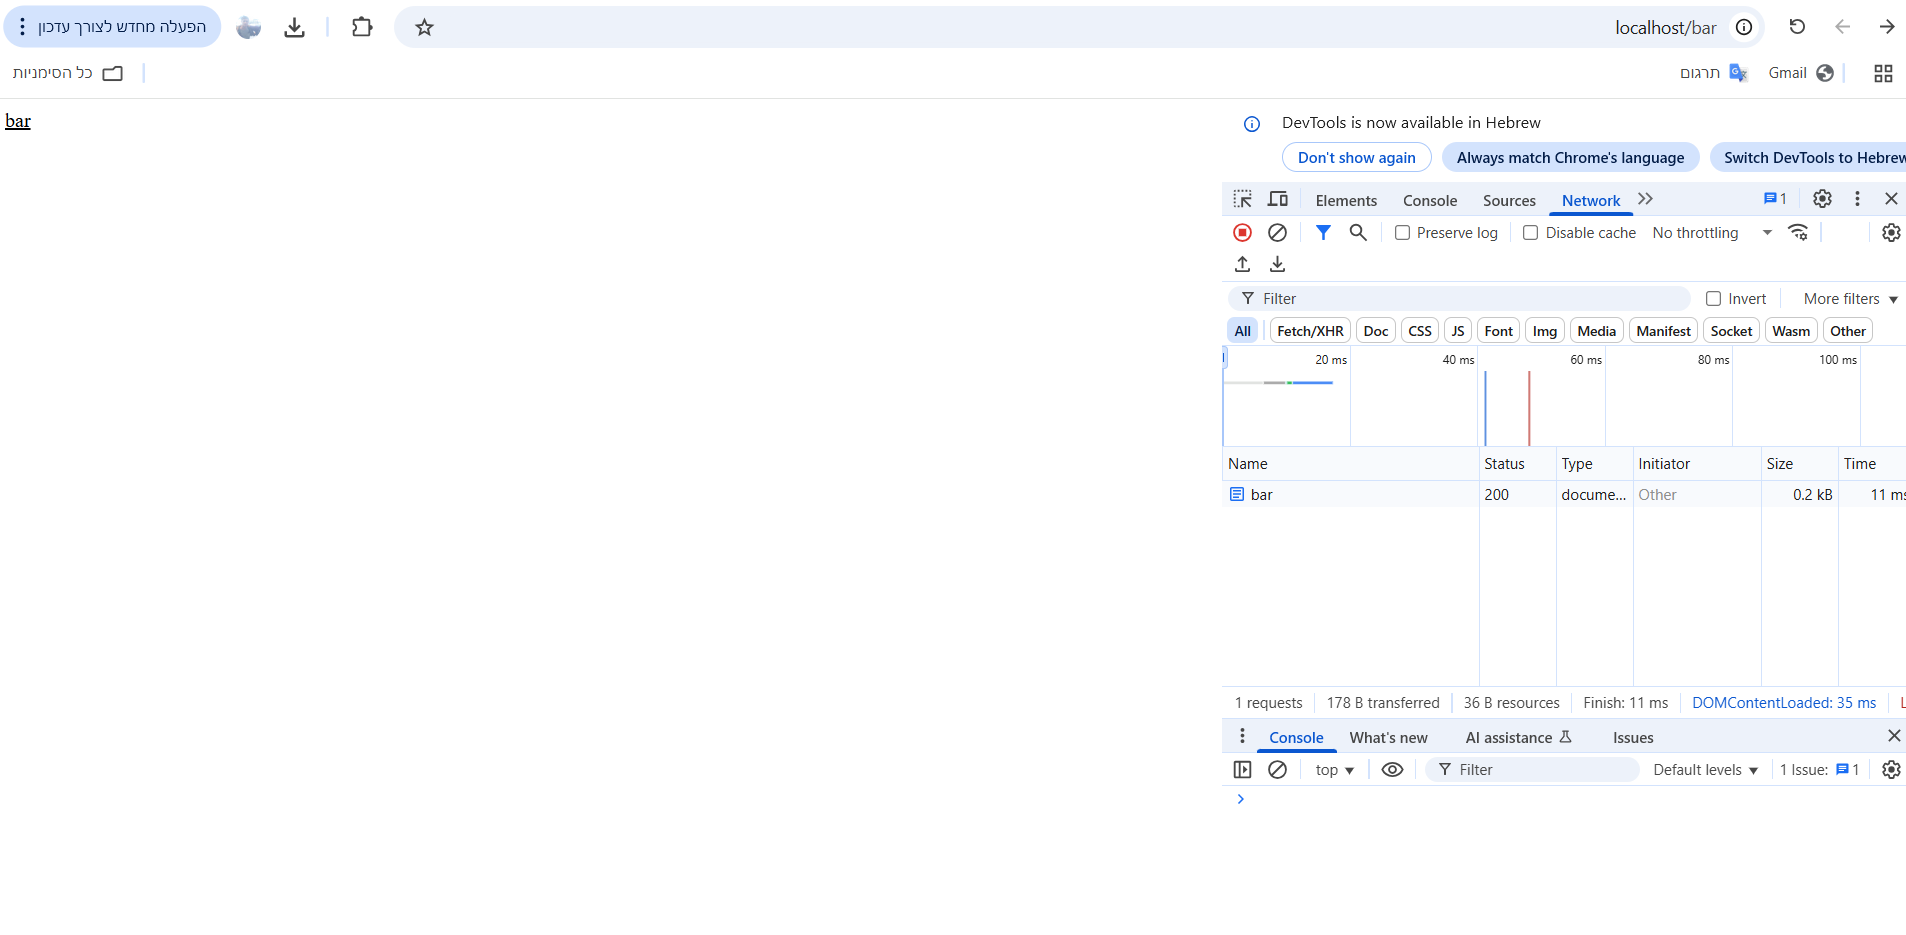 הפעלה מחדש לצורך עדכון
localhost/bar
כל הסימניות
תרגום Gmail
bar
DevTools is now available in Hebrew
Don't show again Always match Chrome's language Switch DevTools to Hebrew
Elements Console Sources Network 1
Preserve log Disable cache No throttling
Filter Invert More filters
All Fetch/XHR Doc CSS JS Font Img Media Manifest Socket Wasm Other
20 ms 40 ms 60 ms 80 ms 100 ms
Name Status Type Initiator Size Time
bar 200 docume... Other 0.2 kB 11 ms
1 requests 178 B transferred 36 B resources Finish: 11 ms DOMContentLoaded: 35 ms L
Console What's new AI assistance Issues
top Filter Default levels 1 Issue: 1